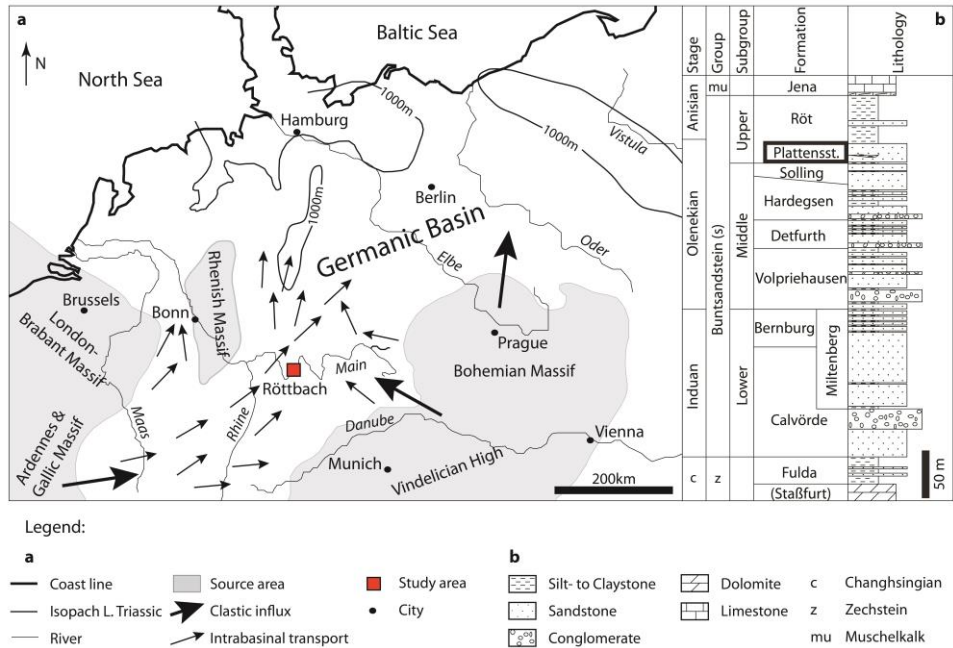 a
N
North Sea
Baltic Sea
Hamburg
1000m
1000m
1000m
Vistula
Berlin
Germanic Basin
Oder
Elbe
Brussels
London-
Brabant Massif
Bonn
Rhenish Massif
Prague
Bohemian Massif
Röttbach
Main
Ardennes &
Gallic Massif
Maas
Rhine
Danube
Munich
Vindelician High
Vienna
200km
b
Stage
Group
Subgroup
Formation
Lithology
Anisian
Olenekian
Induan
c
mu
Buntsandstein (s)
z
Upper
Middle
Lower
Jena
Röt
Plattensst.
Solling
Hardegsen
Detfurth
Volpriehausen
Bernburg
Miltenberg
Calvörde
Fulda
(Staßfurt)
50 m
Legend:
a
Coast line
Isopach L. Triassic
River
Source area
Clastic influx
Intrabasinal transport
Study area
City
b
Silt- to Claystone
Sandstone
Conglomerate
Dolomite
Limestone
c Changhsingian
z Zechstein
mu Muschelkalk